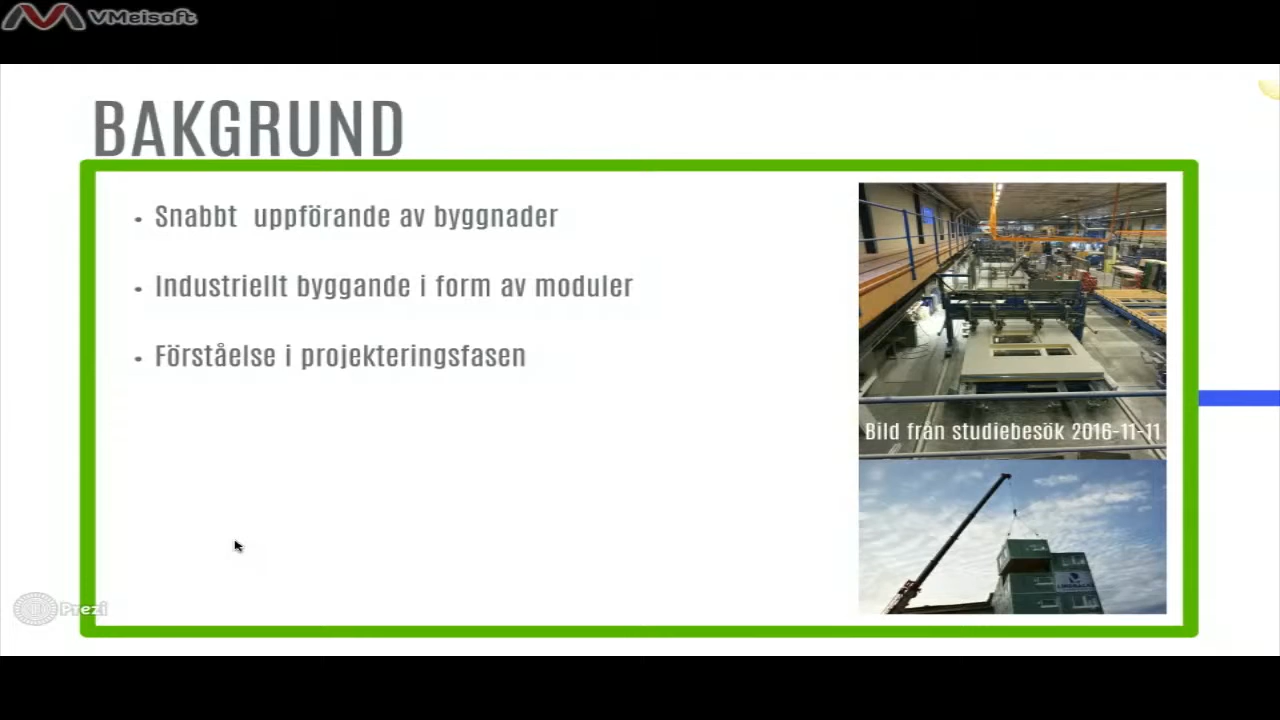 VMeisoft
BAKGRUND
• Snabbt uppförande av byggnader
• Industriellt byggande i form av moduler
• Förståelse i projekteringsfasen
Bild från studiebesök 2016-11-11
Prezi